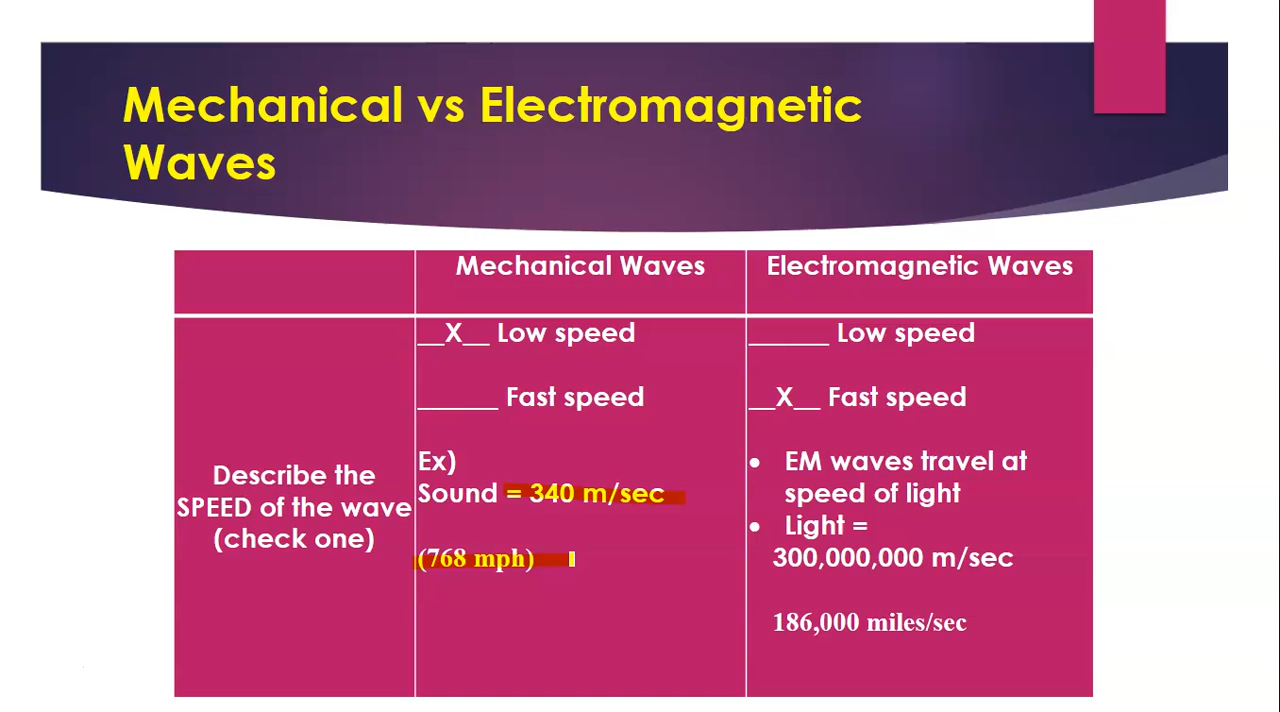 Mechanical vs Electromagnetic
Waves
Mechanical Waves
Electromagnetic Waves
Describe the
SPEED of the wave
(check one)
__X__ Low speed
______ Fast speed
Ex)
Sound = 340 m/sec
(768 mph)
______ Low speed
__X__ Fast speed
• EM waves travel at
speed of light
• Light =
300,000,000 m/sec
186,000 miles/sec